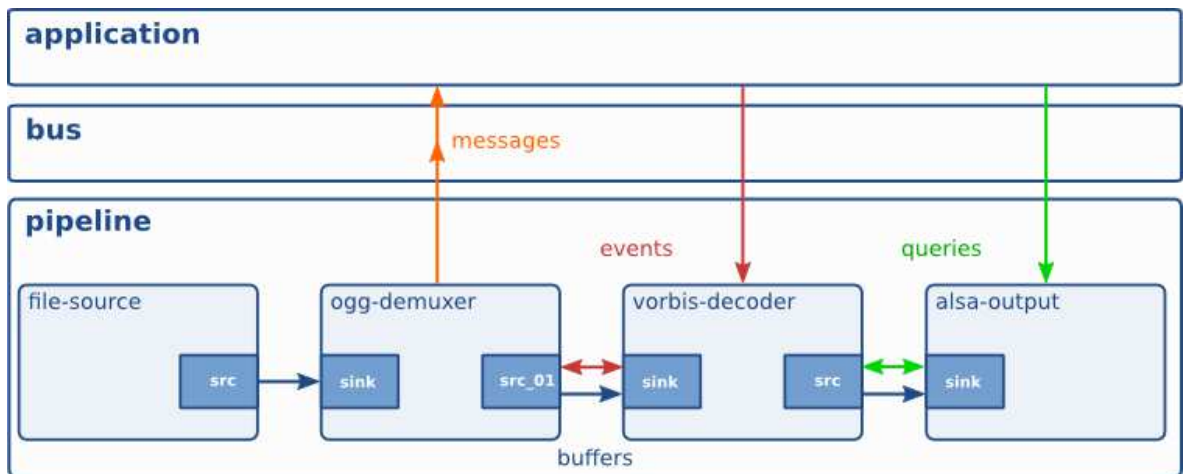 application
bus
messages
pipeline
events
queries
file-source
ogg-demuxer
vorbis-decoder
alsa-output
src
sink
src_01
sink
src
sink
buffers